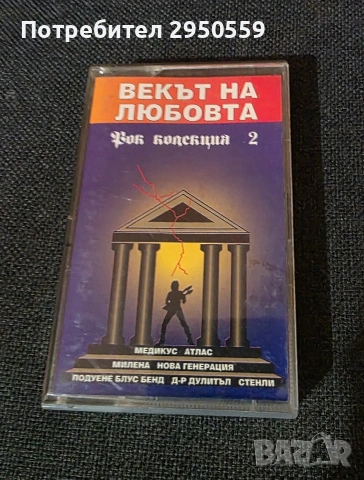 Потребител 2950559
ВЕКЪТ НА
ЛЮБОВТА
Рок колекция 2
МЕДИКУС АТЛАС
МИЛЕНА НОВА ГЕНЕРАЦИЯ
ПОДУЕНЕ БЛУС БЕНД Д-Р ДУЛИТЪЛ СТЕНЛИ
BAZAR